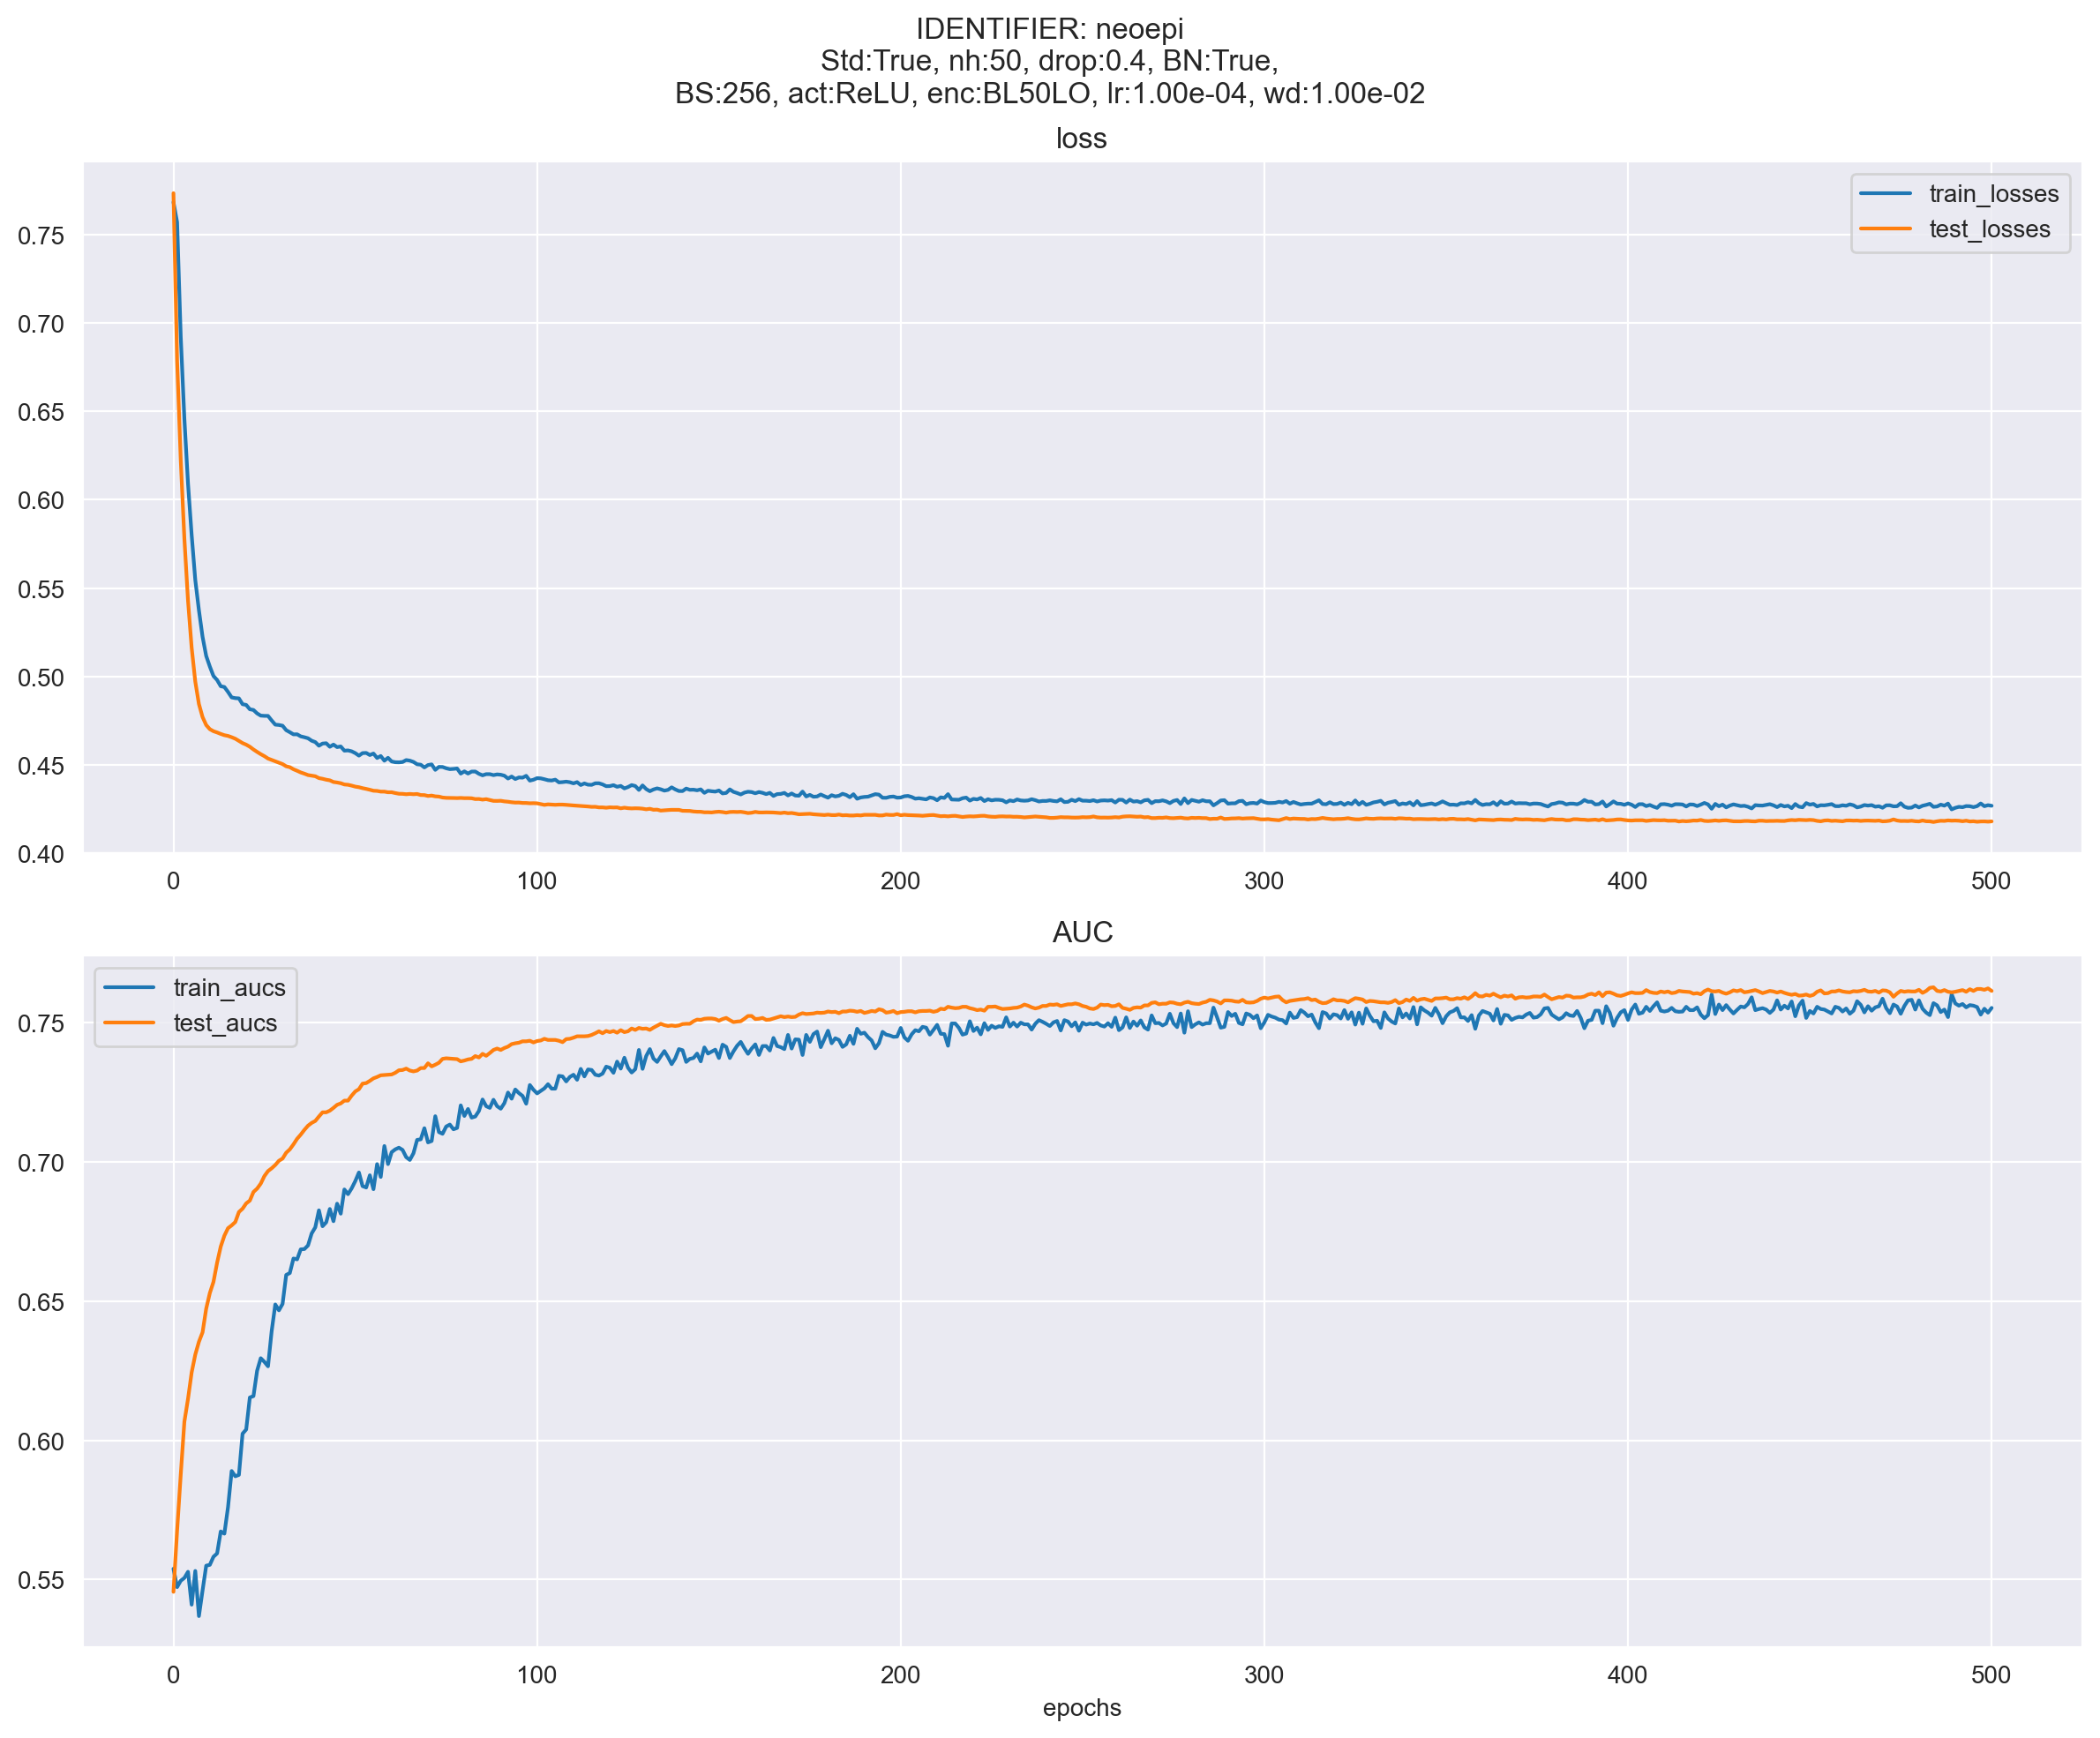 IDENTIFIER: neoepi
Std:True, nh:50, drop:0.4, BN:True,
BS:256, act:ReLU, enc:BL50LO, lr:1.00e-04, wd:1.00e-02
loss
train_losses
test_losses
0.75
0.70
0.65
0.60
0.55
0.50
0.45
0.40
0 100 200 300 400 500
AUC
train_aucs
test_aucs
0.75
0.70
0.65
0.60
0.55
0 100 200 300 400 500
epochs